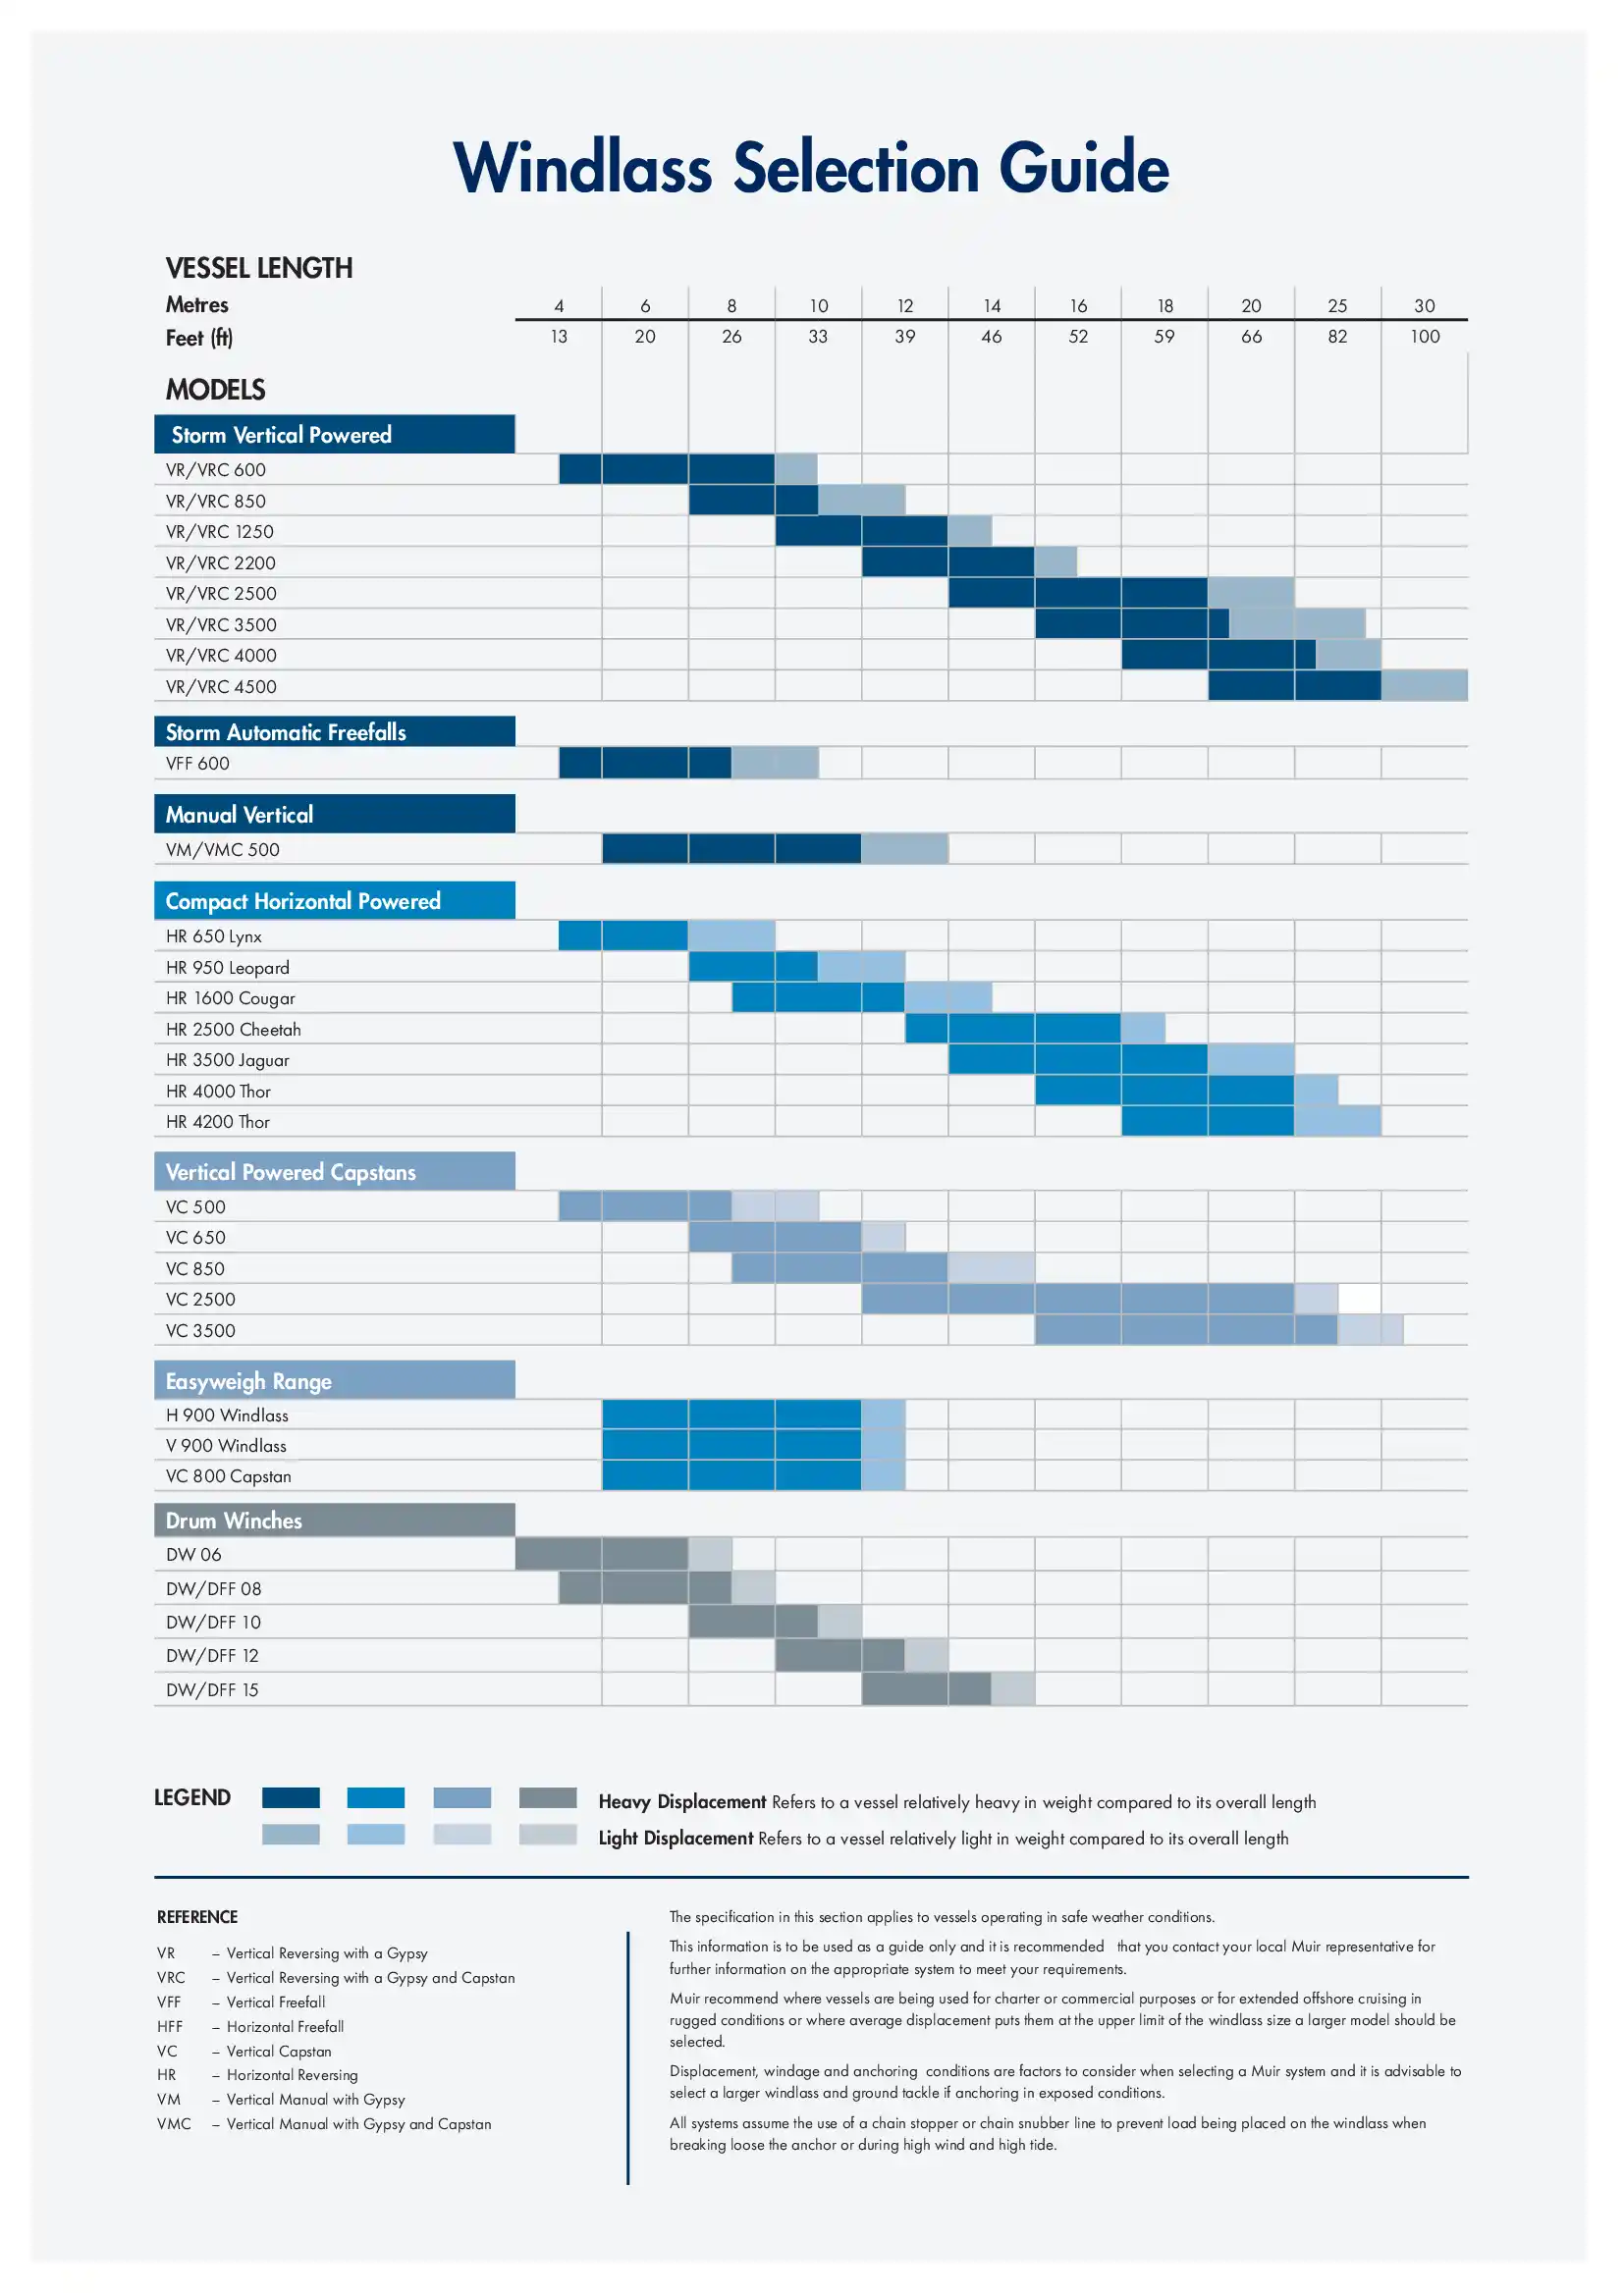 Windlass Selection Guide
VESSEL LENGTH
Metres 4 6 8 10 12 14 16 18 20 25 30
Feet (ft) 13 20 26 33 39 46 52 59 66 82 100
MODELS
Storm Vertical Powered
VR/VRC 600
VR/VRC 850
VR/VRC 1250
VR/VRC 2200
VR/VRC 2500
VR/VRC 3500
VR/VRC 4000
VR/VRC 4500
Storm Automatic Freefalls
VFF 600
Manual Vertical
VM/VMC 500
Compact Horizontal Powered
HR 650 Lynx
HR 950 Leopard
HR 1600 Cougar
HR 2500 Cheetah
HR 3500 Jaguar
HR 4000 Thor
HR 4200 Thor
Vertical Powered Capstans
VC 500
VC 650
VC 850
VC 2500
VC 3500
Easyweigh Range
H 900 Windlass
V 900 Windlass
VC 800 Capstan
Drum Winches
DW 06
DW/DFF 08
DW/DFF 10
DW/DFF 12
DW/DFF 15
LEGEND
Heavy Displacement Refers to a vessel relatively heavy in weight compared to its overall length
Light Displacement Refers to a vessel relatively light in weight compared to its overall length
REFERENCE
VR – Vertical Reversing with a Gypsy
VRC – Vertical Reversing with a Gypsy and Capstan
VFF – Vertical Freefall
HFF – Horizontal Freefall
VC – Vertical Capstan
HR – Horizontal Reversing
VM – Vertical Manual with Gypsy
VMC – Vertical Manual with Gypsy and Capstan
The specification in this section applies to vessels operating in safe weather conditions.
This information is to be used as a guide only and it is recommended that you contact your local Muir representative for
further information on the appropriate system to meet your requirements.
Muir recommend where vessels are being used for charter or commercial purposes or for extended offshore cruising in
rugged conditions or where average displacement puts them at the upper limit of the windlass size a larger model should be
selected.
Displacement, windage and anchoring conditions are factors to consider when selecting a Muir system and it is advisable to
select a larger windlass and ground tackle if anchoring in exposed conditions.
All systems assume the use of a chain stopper or chain snubber line to prevent load being placed on the windlass when
breaking loose the anchor or during high wind and high tide.